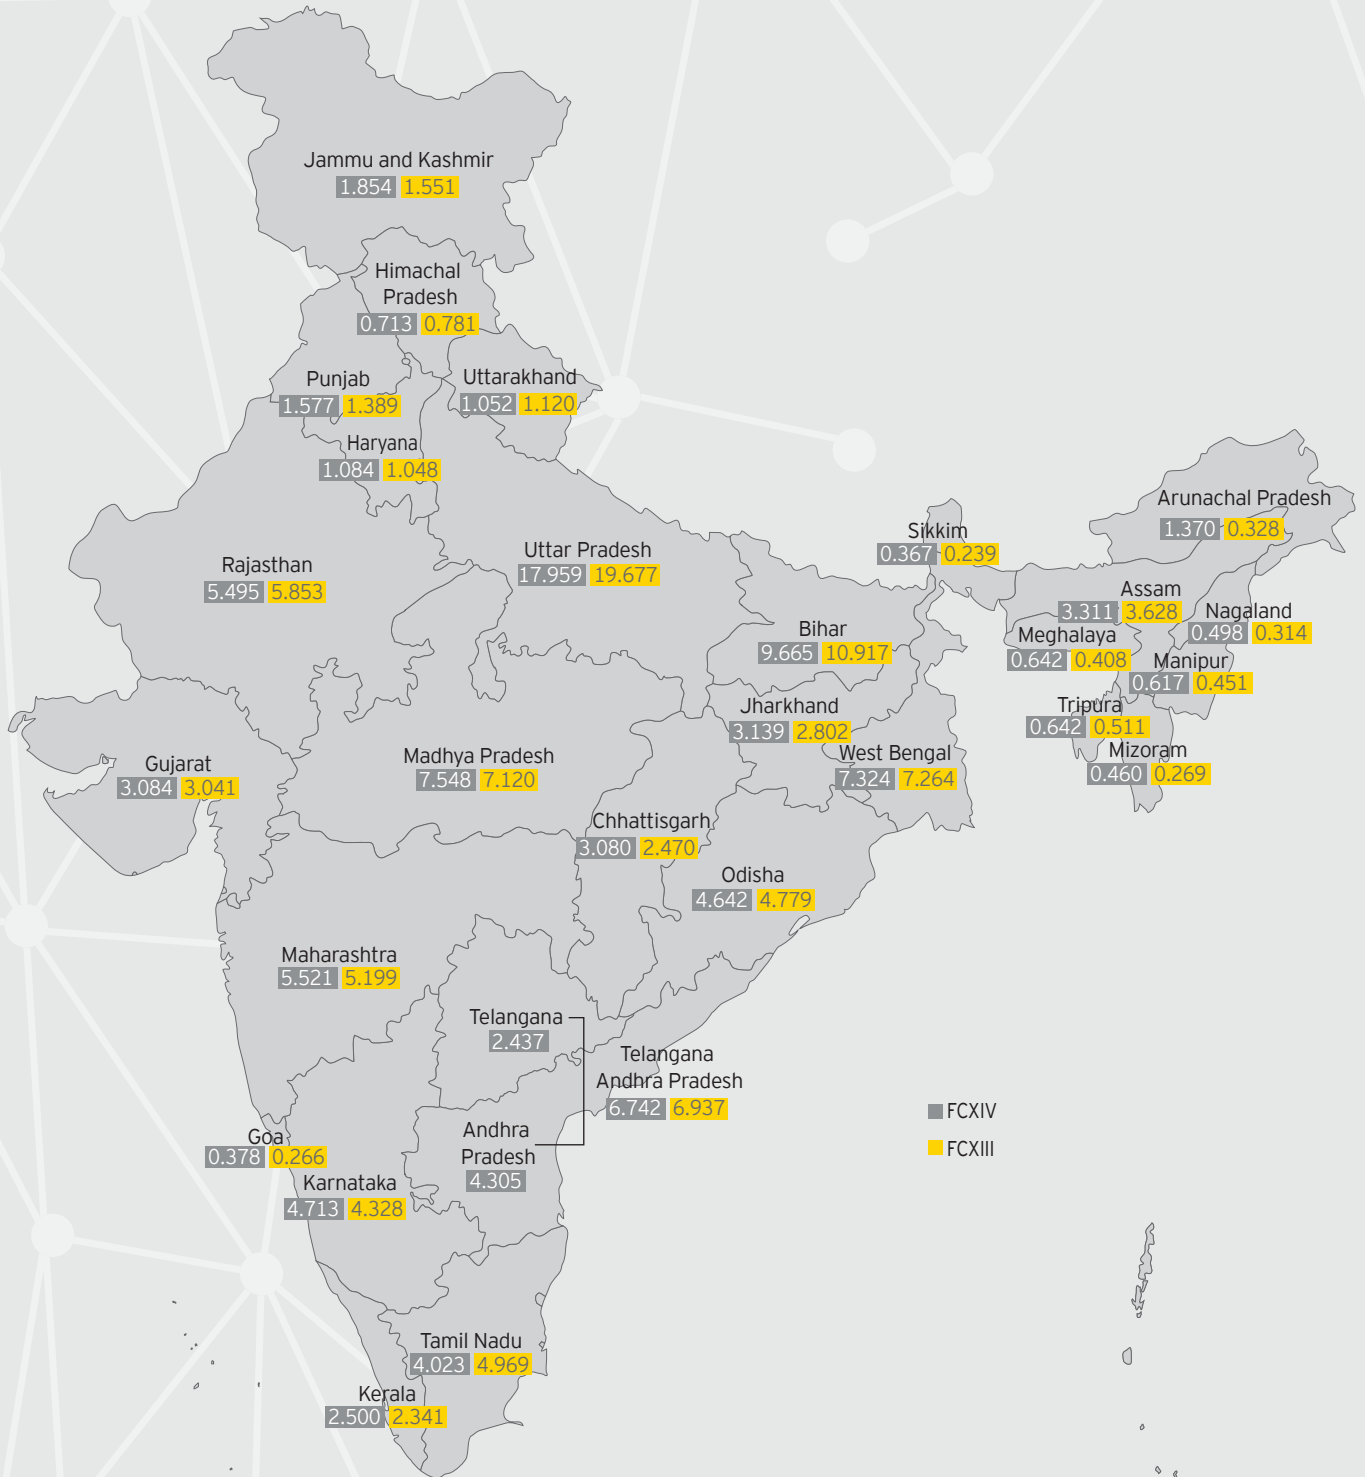 Jammu and Kashmir
1.854 1.551
Himachal
Pradesh
0.713 0.781
Punjab
1.577 1.389
Uttarakhand
1.052 1.120
Haryana
1.084 1.048
Arunachal Pradesh
1.370 0.328
Sikkim
0.367 0.239
Rajasthan
5.495 5.853
Uttar Pradesh
17.959 19.677
Assam
3.311 3.628
Nagaland
0.498 0.314
Bihar
9.665 10.917
Meghalaya
0.642 0.408
Manipur
0.617 0.451
Jharkhand
3.139 2.802
Tripura
0.642 0.511
Gujarat
3.084 3.041
Madhya Pradesh
7.548 7.120
West Bengal
7.324 7.264
Mizoram
0.460 0.269
Chhattisgarh
3.080 2.470
Odisha
4.642 4.779
Maharashtra
5.521 5.199
Telangana
2.437
Telangana
Andhra Pradesh
6.742 6.937
FCXIV
FCXIII
Goa
0.378 0.266
Andhra
Pradesh
4.305
Karnataka
4.713 4.328
Tamil Nadu
4.023 4.969
Kerala
2.500 2.341